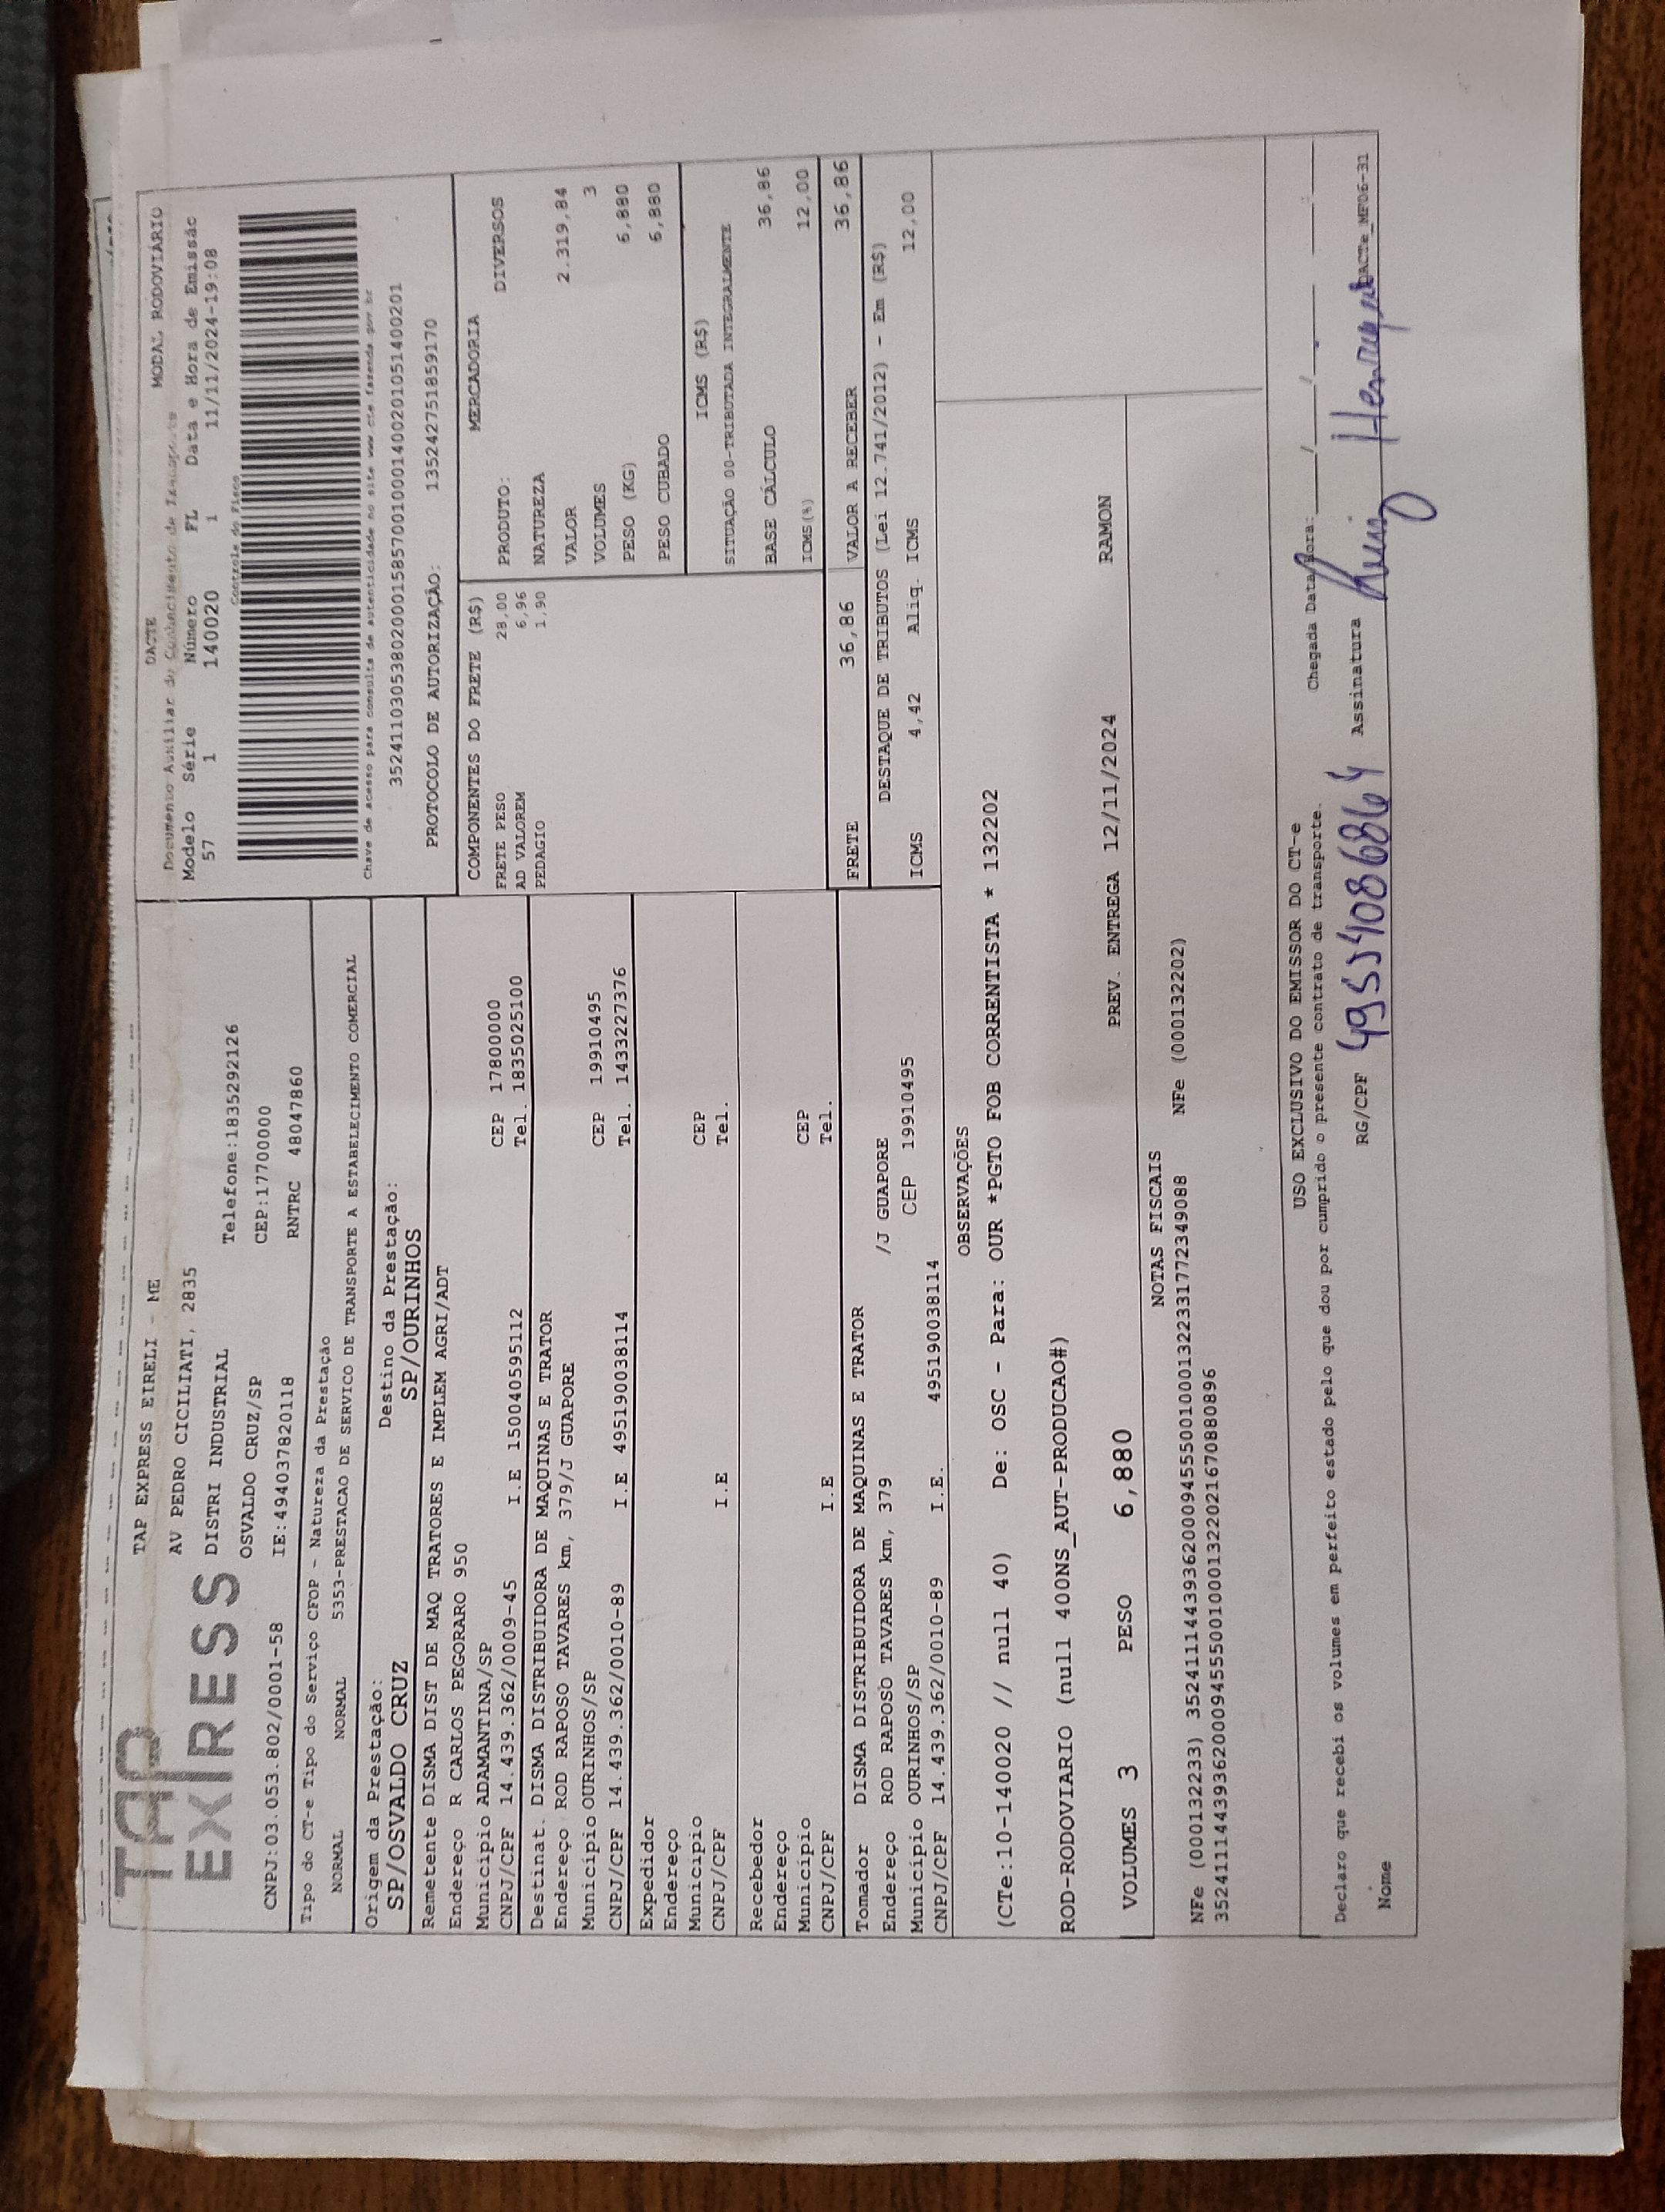 TAP
EXPRESS
TAP EXPRESS EIRELI - ME
AV PEDRO CICILIATI, 2835
DISTRI INDUSTRIAL
Telefone:1835292126
OSVALDO CRUZ/SP
CEP:17700000
CNPJ:03.053.802/0001-58
IE:494037820118
RNTRC 48047860
DACTE
MODAL RODOVIÁRIO
Documento Auxiliar do Conhecimento de Transporte
Modelo Série Número FL Data e Hora de Emissão
57 1 140020 1 11/11/2024-19:08
Controle do Fisco
Chave de acesso para consulta de autenticidade no site www.cte.fazenda.gov.br
35241103053802000158570010001400201051400201
PROTOCOLO DE AUTORIZAÇÃO: 135242751859170
Tipo do CT-e Tipo do Serviço CFOP - Natureza da Prestação
NORMAL NORMAL 5353-PRESTACAO DE SERVICO DE TRANSPORTE A ESTABELECIMENTO COMERCIAL
Origem da Prestação: Destino da Prestação:
SP/OSVALDO CRUZ SP/OURINHOS
Remetente DISMA DIST DE MAQ TRATORES E IMPLEM AGRI/ADT
Endereço R CARLOS PEGORARO 950
Município ADAMANTINA/SP CEP 17800000
CNPJ/CPF 14.439.362/0009-45 I.E 150040595112 Tel. 1835025100
Destinat. DISMA DISTRIBUIDORA DE MAQUINAS E TRATOR
Endereço ROD RAPOSO TAVARES km, 379/J GUAPORE
Município OURINHOS/SP CEP 19910495
CNPJ/CPF 14.439.362/0010-89 I.E 495190038114 Tel. 1433227376
Expedidor
Endereço
Município CEP
CNPJ/CPF I.E Tel.
Recebedor
Endereço
Município CEP
CNPJ/CPF I.E Tel.
Tomador DISMA DISTRIBUIDORA DE MAQUINAS E TRATOR
Endereço ROD RAPOSO TAVARES km, 379 /J GUAPORE
Município OURINHOS/SP CEP 19910495
CNPJ/CPF 14.439.362/0010-89 I.E. 495190038114
COMPONENTES DO FRETE (R$)
FRETE PESO 28,00
AD VALOREM 6,96
PEDAGIO 1,90
MERCADORIA
PRODUTO: DIVERSOS
NATUREZA
VALOR 2.319,84
VOLUMES 3
PESO (KG) 6,880
PESO CUBADO 6,880
ICMS (R$)
SITUAÇÃO 00-TRIBUTADA INTEGRALMENTE
BASE CÁLCULO 36,86
ICMS(%) 12,00
FRETE 36,86 VALOR A RECEBER 36,86
DESTAQUE DE TRIBUTOS (Lei 12.741/2012) - Em (R$)
ICMS 4,42 Aliq. ICMS 12,00
OBSERVAÇÕES
(CTe:10-140020 // null 40) De: OSC - Para: OUR *PGTO FOB CORRENTISTA * 132202
ROD-RODOVIARIO (null 400NS_AUT-PRODUCAO#)
VOLUMES 3 PESO 6,880 PREV. ENTREGA 12/11/2024 RAMON
NOTAS FISCAIS
NFe (000132233) 35241114439362000945550010001322331772349088 NFe (000132202)
35241114439362000945550010001322021670880896
USO EXCLUSIVO DO EMISSOR DO CT-e
Declaro que recebi os volumes em perfeito estado pelo que dou por cumprido o presente contrato de transporte.
Chegada Data/Hora: / /
Nome RG/CPF 49554086864 Assinatura
DACTe_MF06-31